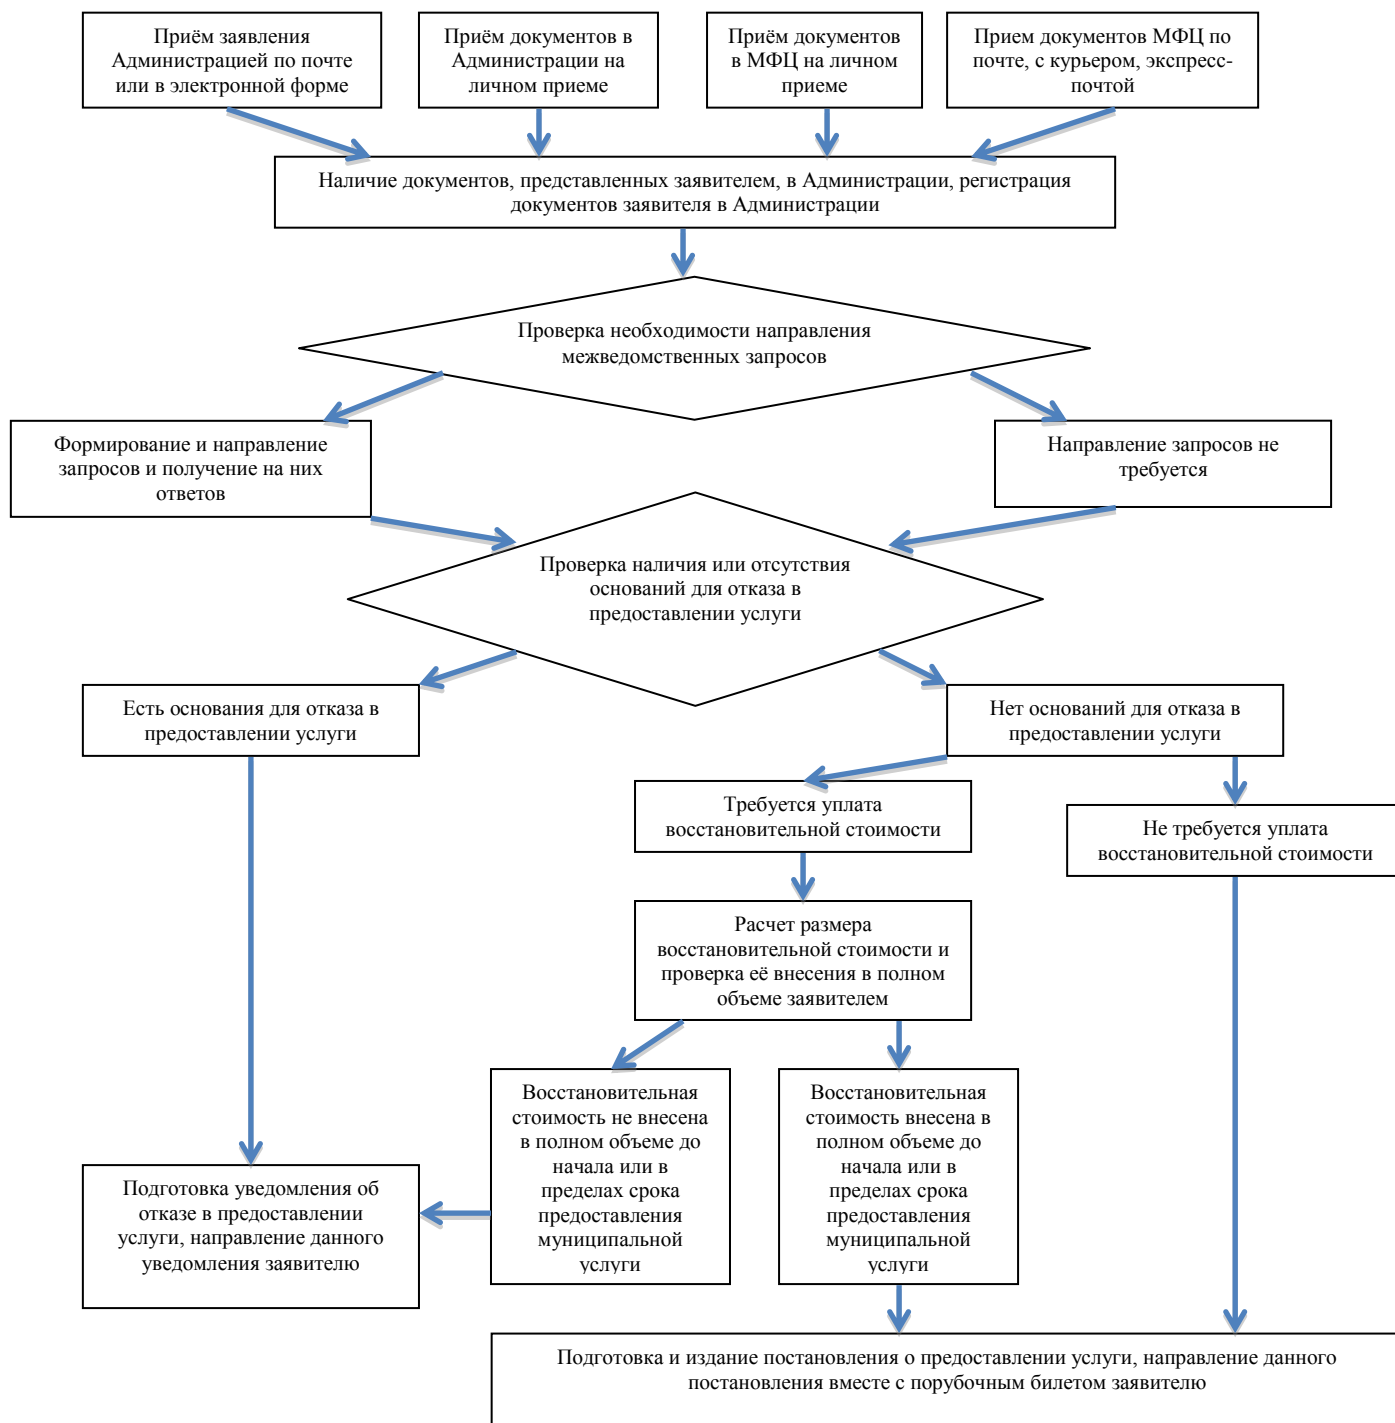 Приём заявления
Администрацией по почте
или в электронной форме
Приём документов в
Администрации на
личном приеме
Приём документов
в МФЦ на личном
приеме
Прием документов МФЦ по
почте, с курьером, экспресс-
почтой
Наличие документов, представленных заявителем, в Администрации, регистрация
документов заявителя в Администрации
Проверка необходимости направления
межведомственных запросов
Формирование и направление
запросов и получение на них
ответов
Направление запросов не
требуется
Проверка наличия или отсутствия
оснований для отказа в
предоставлении услуги
Есть основания для отказа в
предоставлении услуги
Нет оснований для отказа в
предоставлении услуги
Требуется уплата
восстановительной стоимости
Не требуется уплата
восстановительной стоимости
Расчет размера
восстановительной стоимости и
проверка её внесения в полном
объеме заявителем
Восстановительная
стоимость не внесена
в полном объеме до
начала или в
пределах срока
предоставления
муниципальной
услуги
Восстановительная
стоимость внесена в
полном объеме до
начала или в
пределах срока
предоставления
муниципальной
услуги
Подготовка уведомления об
отказе в предоставлении
услуги, направление данного
уведомления заявителю
Подготовка и издание постановления о предоставлении услуги, направление данного
постановления вместе с порубочным билетом заявителю